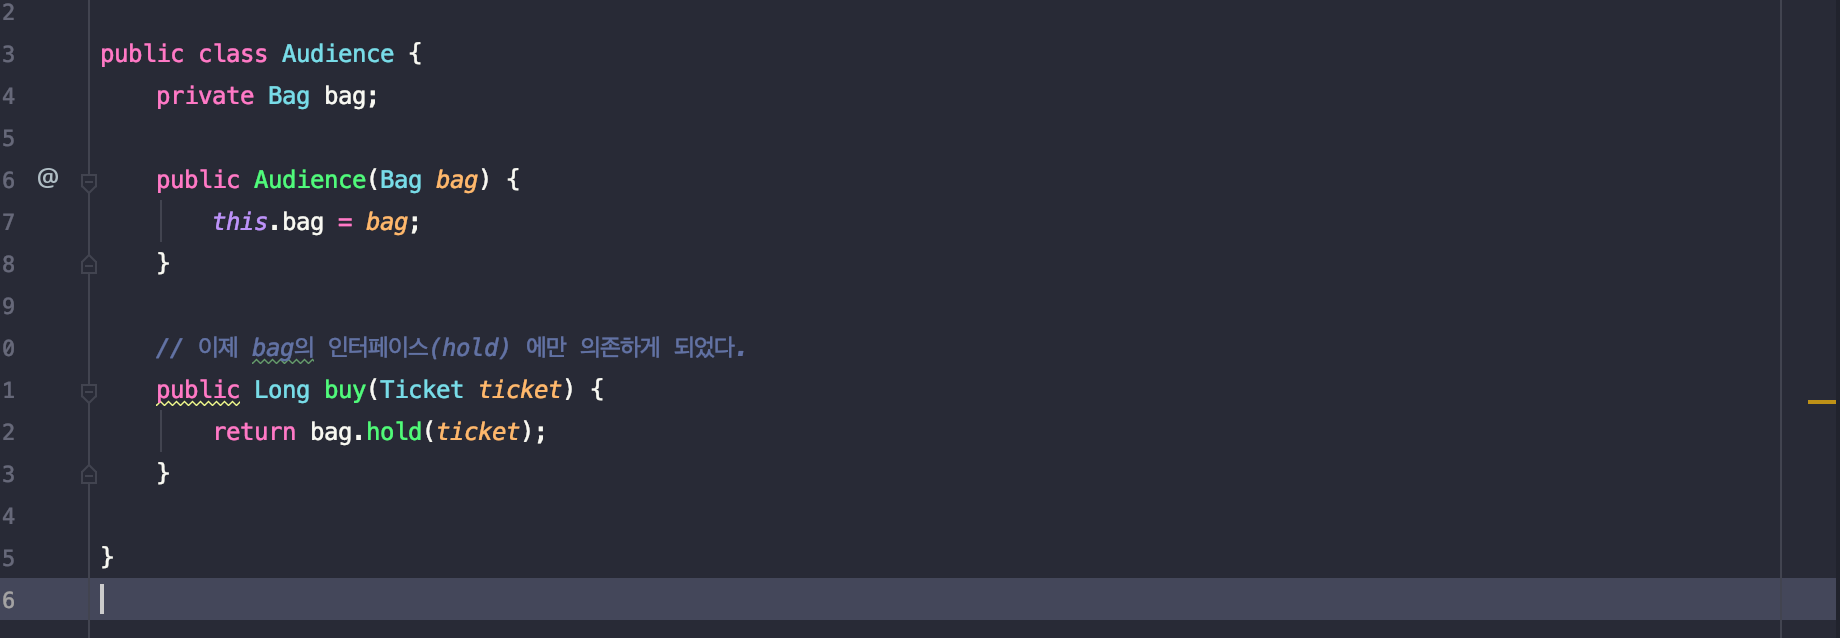 2
3 public class Audience {
4 private Bag bag;
5
6 @ public Audience(Bag bag) {
7 this.bag = bag;
8 }
9
0 // 이제 bag의 인터페이스(hold) 에만 의존하게 되었다.
1 public Long buy(Ticket ticket) {
2 return bag.hold(ticket);
3 }
4
5 }
6